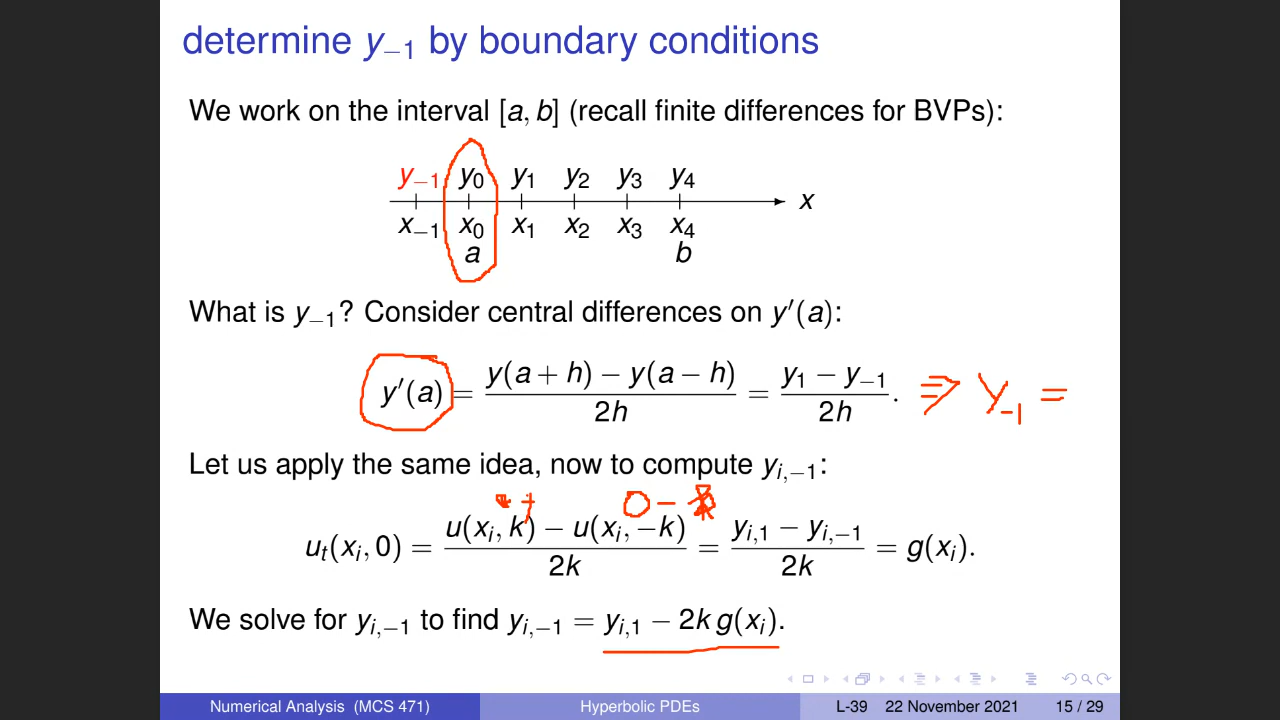 determine y₋₁ by boundary conditions
We work on the interval [a, b] (recall finite differences for BVPs):
y₋₁ y₀ y₁ y₂ y₃ y₄
x
x₋₁ x₀ x₁ x₂ x₃ x₄
a b
What is y₋₁? Consider central differences on y′(a):
y′(a) = (y(a + h) − y(a − h))/2h = (y₁ − y₋₁)/2h. ⇒ y₋₁ =
Let us apply the same idea, now to compute yᵢ,₋₁:
0 −
uₜ(xᵢ, 0) = (u(xᵢ, k) − u(xᵢ, −k))/2k = (yᵢ,₁ − yᵢ,₋₁)/2k = g(xᵢ).
We solve for yᵢ,₋₁ to find yᵢ,₋₁ = yᵢ,₁ − 2k g(xᵢ).
Numerical Analysis (MCS 471) Hyperbolic PDEs L-39 22 November 2021 15 / 29